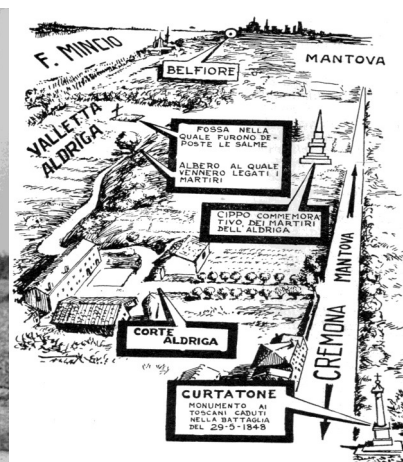 F. MINCIO
MANTOVA
BELFIORE
VALLETTA
ALDRIGA
FOSSA NELLA
QUALE FURONO DE-
POSTE LE SALME
ALBERO AL QUALE
VENNERO LEGATI I
MARTIRI
CIPPO COMMEMORA
TIVO DEI MARTIRI
DELL'ALDRIGA
CREMONA MANTOVA
CORTE
ALDRIGA
CURTATONE
MONUMENTO AI
TOSCANI CADUTI
NELLA BATTAGLIA
DEL 29-5-1848